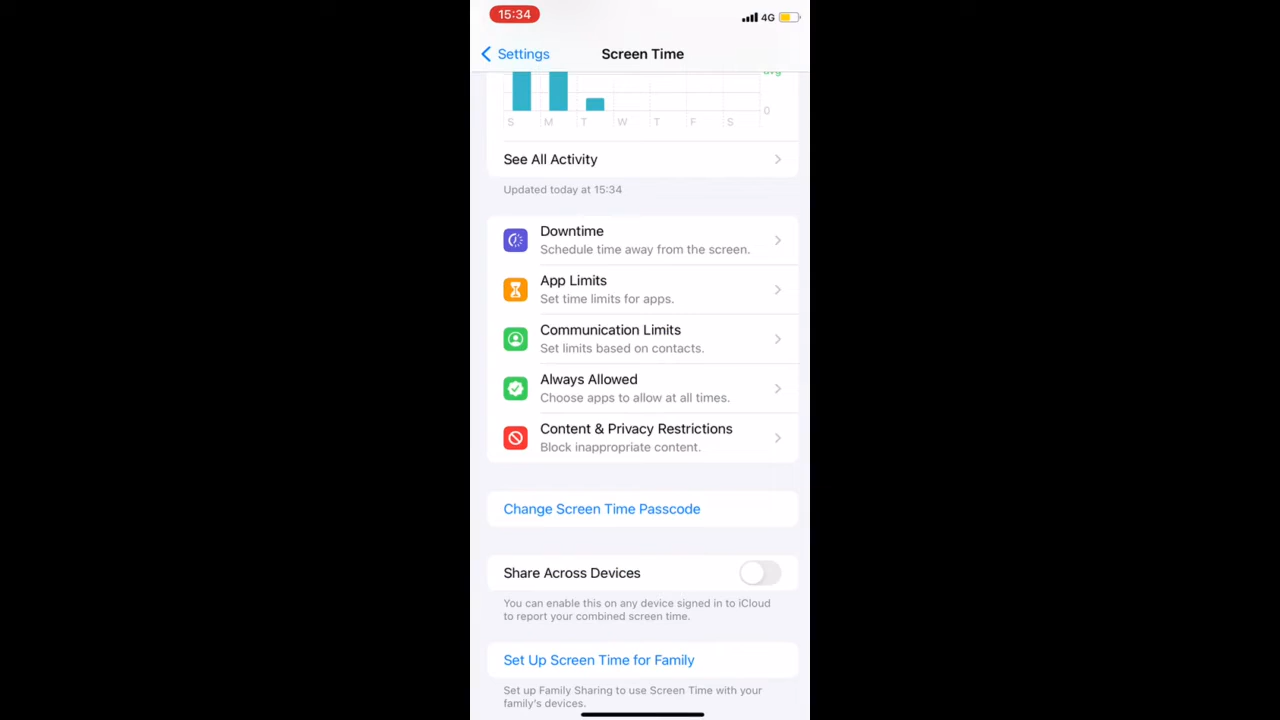 15:34
4G
Settings
Screen Time
avg
0
S M T W T F S
See All Activity
Updated today at 15:34
Downtime
Schedule time away from the screen.
App Limits
Set time limits for apps.
Communication Limits
Set limits based on contacts.
Always Allowed
Choose apps to allow at all times.
Content & Privacy Restrictions
Block inappropriate content.
Change Screen Time Passcode
Share Across Devices
You can enable this on any device signed in to iCloud
to report your combined screen time.
Set Up Screen Time for Family
Set up Family Sharing to use Screen Time with your
family's devices.